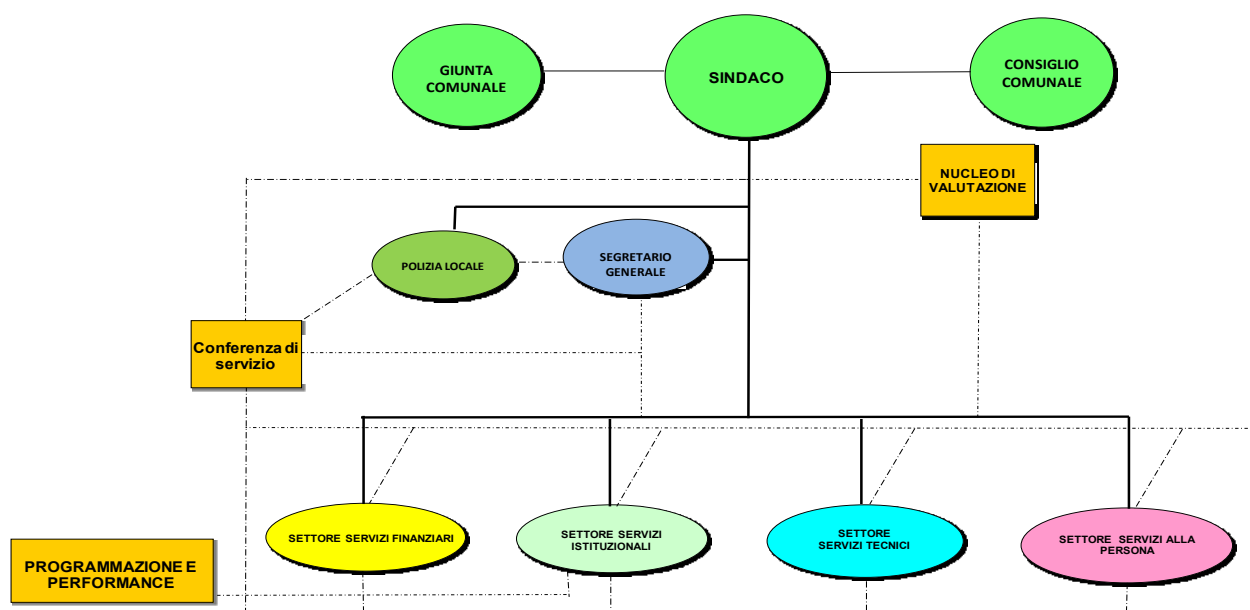 GIUNTA
COMUNALE
SINDACO
CONSIGLIO
COMUNALE
NUCLEO DI
VALUTAZIONE
POLIZIA LOCALE
SEGRETARIO
GENERALE
Conferenza di
servizio
SETTORE SERVIZI FINANZIARI
SETTORE SERVIZI
ISTITUZIONALI
SETTORE
SERVIZI TECNICI
SETTORE SERVIZI ALLA
PERSONA
PROGRAMMAZIONE E
PERFORMANCE